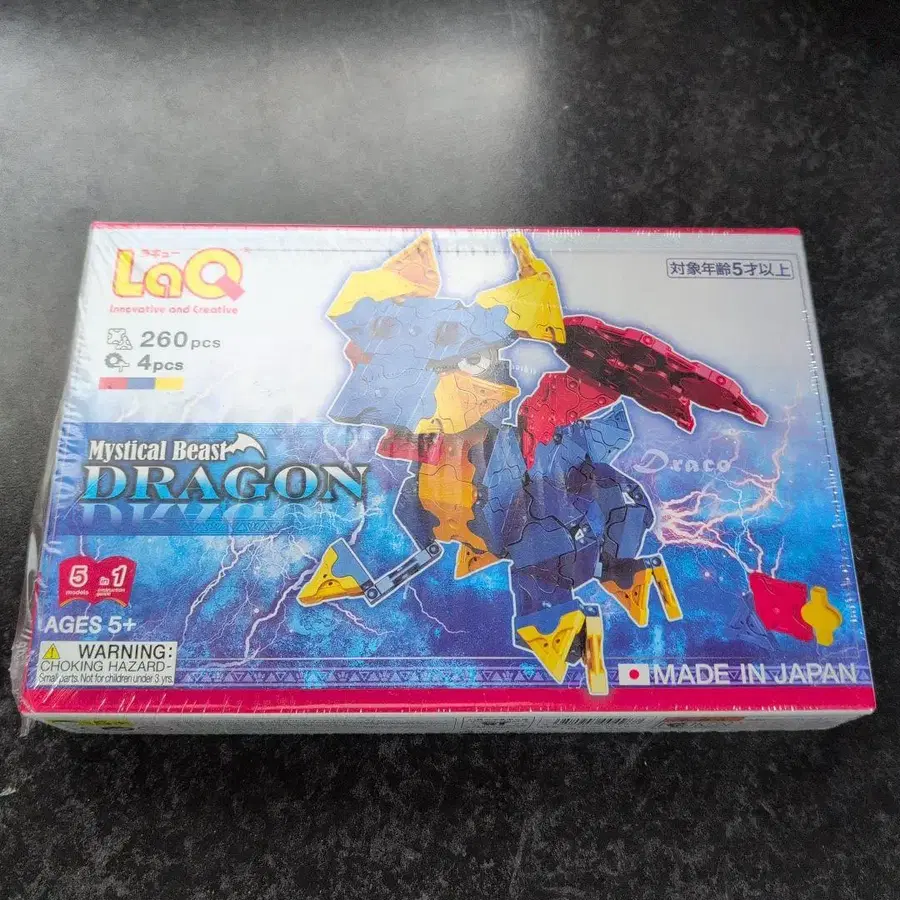 ラキュー
LaQ
Innovative and Creative
対象年齢5才以上
260pcs
4pcs
Mystical Beast
DRAGON
Draco
5 models in 1
AGES 5+
WARNING:
CHOKING HAZARD-
Small parts. Not for children under 3 yrs.
MADE IN JAPAN